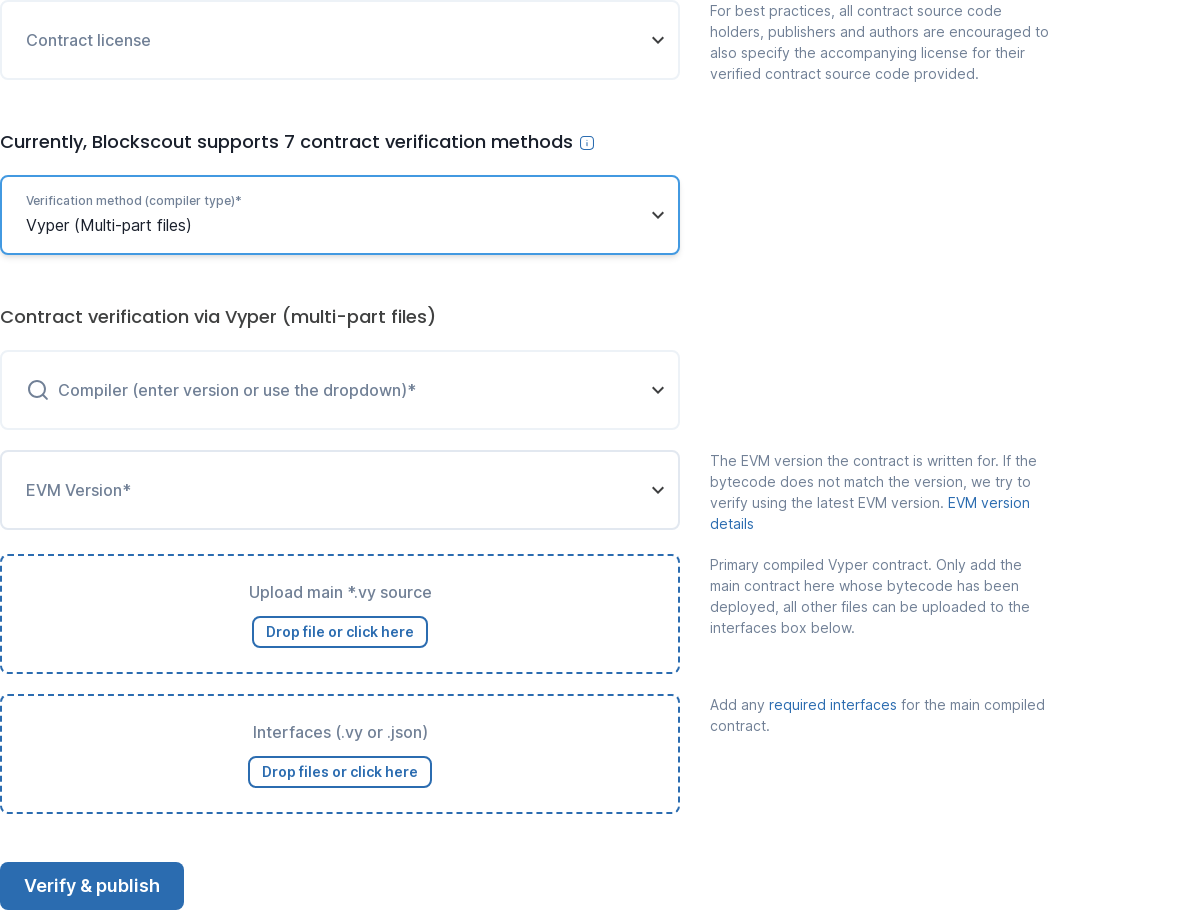 Contract license
For best practices, all contract source code
holders, publishers and authors are encouraged to
also specify the accompanying license for their
verified contract source code provided.
Currently, Blockscout supports 7 contract verification methods
Verification method (compiler type)*
Vyper (Multi-part files)
Contract verification via Vyper (multi-part files)
Compiler (enter version or use the dropdown)*
EVM Version*
The EVM version the contract is written for. If the
bytecode does not match the version, we try to
verify using the latest EVM version. EVM version
details
Upload main *.vy source
Drop file or click here
Primary compiled Vyper contract. Only add the
main contract here whose bytecode has been
deployed, all other files can be uploaded to the
interfaces box below.
Interfaces (.vy or .json)
Drop files or click here
Add any required interfaces for the main compiled
contract.
Verify & publish